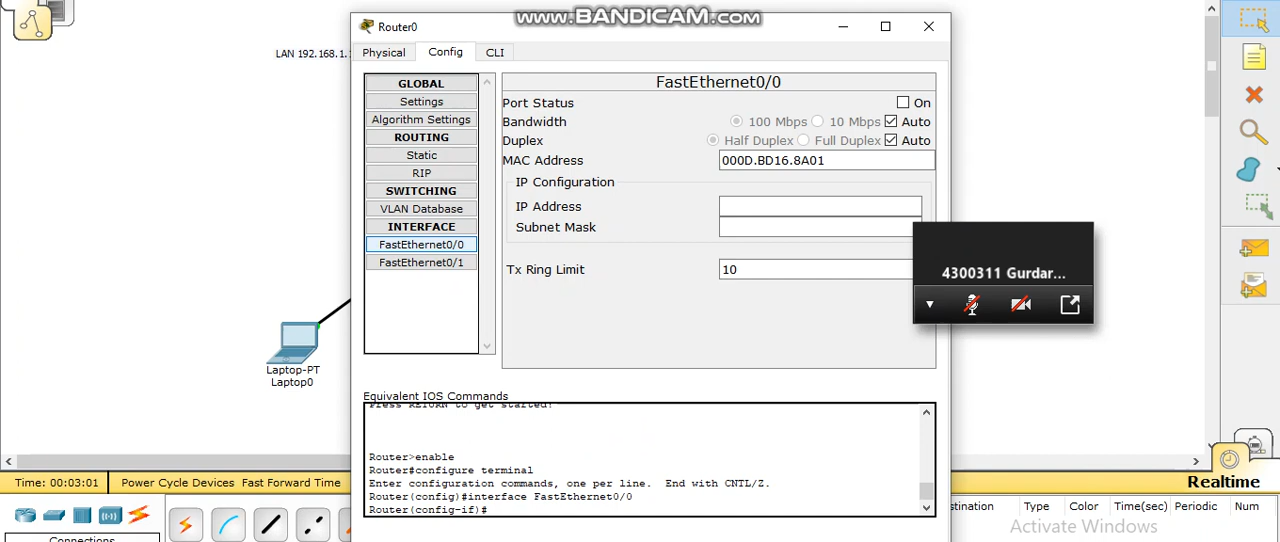 www.BANDICAM.com
Router0
LAN 192.168.1.
Physical
Config
CLI
GLOBAL
Settings
Algorithm Settings
ROUTING
Static
RIP
SWITCHING
VLAN Database
INTERFACE
FastEthernet0/0
FastEthernet0/1
FastEthernet0/0
Port Status
On
Bandwidth
100 Mbps
10 Mbps
Auto
Duplex
Half Duplex
Full Duplex
Auto
MAC Address
000D.BD16.8A01
IP Configuration
IP Address
Subnet Mask
Tx Ring Limit
10
4300311 Gurdar...
Laptop-PT
Laptop0
Equivalent IOS Commands
Press RETURN to get started!
Router>enable
Router#configure terminal
Enter configuration commands, one per line. End with CNTL/Z.
Router(config)#interface FastEthernet0/0
Router(config-if)#
Time: 00:03:01
Power Cycle Devices
Fast Forward Time
Realtime
Connections
stination
Type
Color
Time(sec)
Periodic
Num
Activate Windows